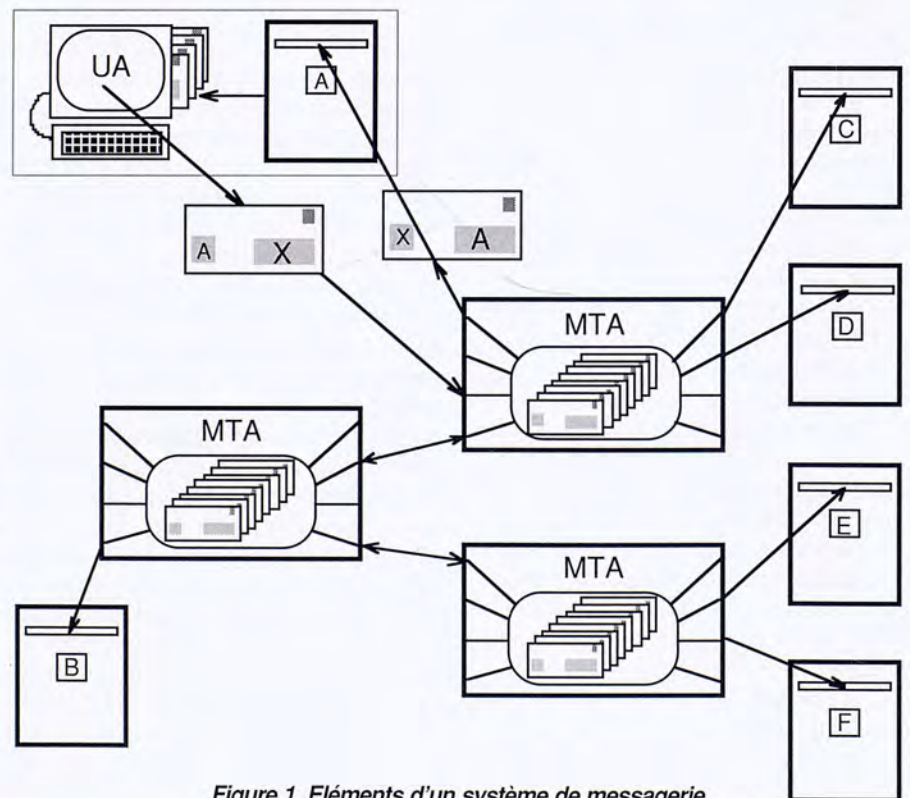 UA
A
C
A X
X A
D
MTA
MTA
E
MTA
B
F
Figure 1. Eléments d'un système de messagerie